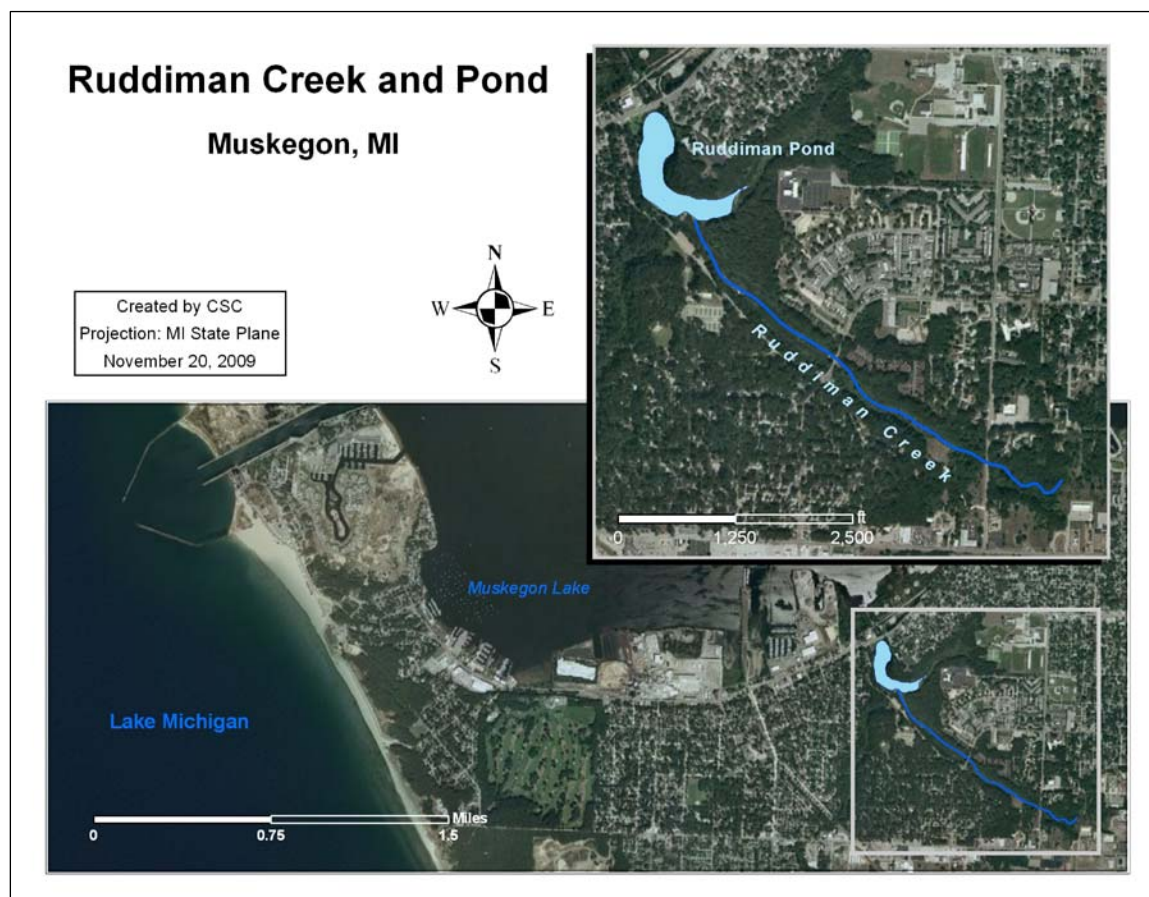 Ruddiman Creek and Pond
Muskegon, MI
N
W E
S
Created by CSC
Projection: MI State Plane
November 20, 2009
Ruddiman Pond
Ruddiman Creek
ft
0 1,250 2,500
Muskegon Lake
Lake Michigan
Miles
0 0.75 1.5